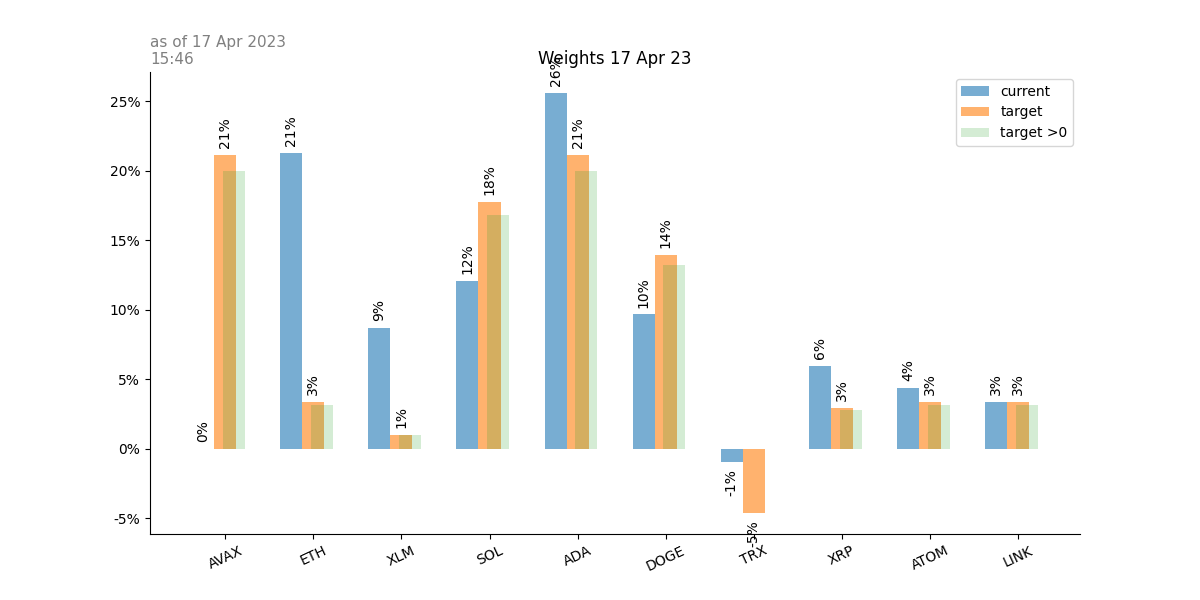 as of 17 Apr 2023
15:46
Weights 17 Apr 23
current
target
target >0
25%
20%
15%
10%
5%
0%
-5%
0%
21%
21%
3%
9%
1%
12%
18%
26%
21%
10%
14%
-1%
-5%
6%
3%
4%
3%
3%
3%
AVAX
ETH
XLM
SOL
ADA
DOGE
TRX
XRP
ATOM
LINK